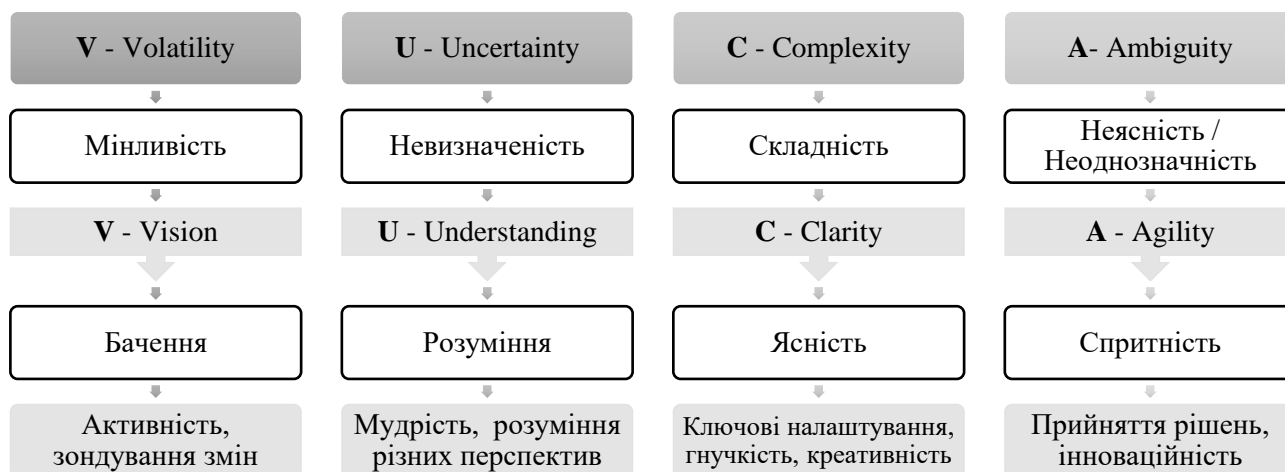 V - Volatility
U - Uncertainty
C - Complexity
A- Ambiguity
Мінливість
Невизначеність
Складність
Неясність /
Неоднозначність
V - Vision
U - Understanding
C - Clarity
A - Agility
Бачення
Розуміння
Ясність
Спритність
Активність,
зондування змін
Мудрість, розуміння
різних перспектив
Ключові налаштування,
гнучкість, креативність
Прийняття рішень,
інноваційність